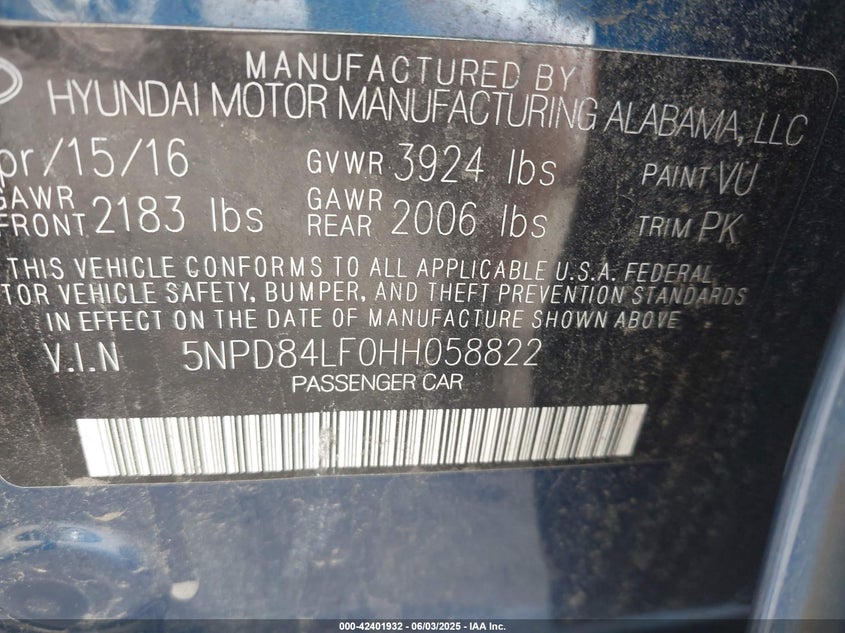 MANUFACTURED BY
HYUNDAI MOTOR MANUFACTURING ALABAMA, LLC
pr/15/16 GVWR 3924 lbs PAINT VU
GAWR FRONT 2183 lbs GAWR REAR 2006 lbs TRIM PK
THIS VEHICLE CONFORMS TO ALL APPLICABLE U.S.A. FEDERAL
TOR VEHICLE SAFETY, BUMPER, AND THEFT PREVENTION STANDARDS
IN EFFECT ON THE DATE OF MANUFACTURE SHOWN ABOVE
V.I.N 5NPD84LF0HH058822
PASSENGER CAR
000-42401932 - 06/03/2025 - IAA Inc.